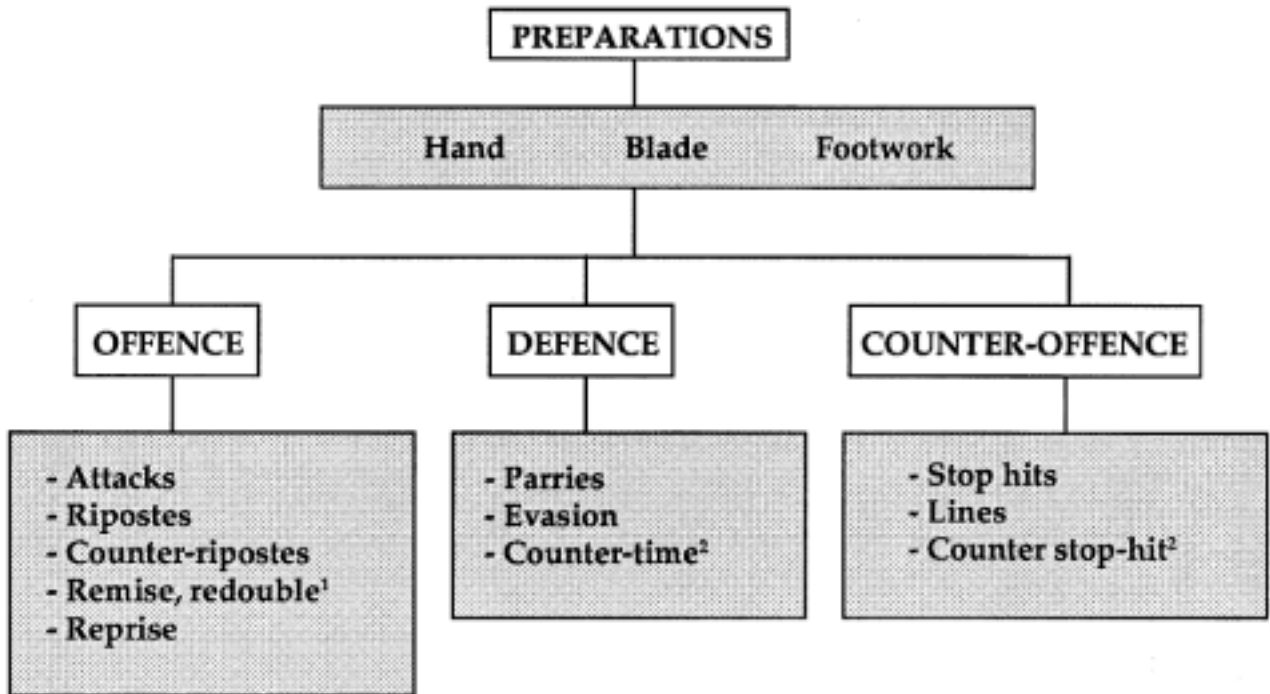 PREPARATIONS
Hand Blade Footwork
OFFENCE
DEFENCE
COUNTER-OFFENCE
- Attacks
- Ripostes
- Counter-ripostes
- Remise, redouble¹
- Reprise
- Parries
- Evasion
- Counter-time²
- Stop hits
- Lines
- Counter stop-hit²